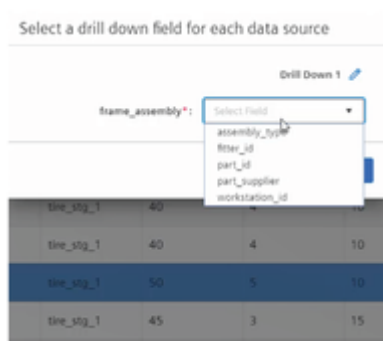 Select a drill down field for each data source
Drill Down 1
frame_assembly*:
Select Field
assembly_type
fitter_id
part_id
part_supplier
workstation_id
tire_stg_1 40 4 10
tire_stg_1 40 4 10
tire_stg_1 50 5 10
tire_stg_1 45 3 15